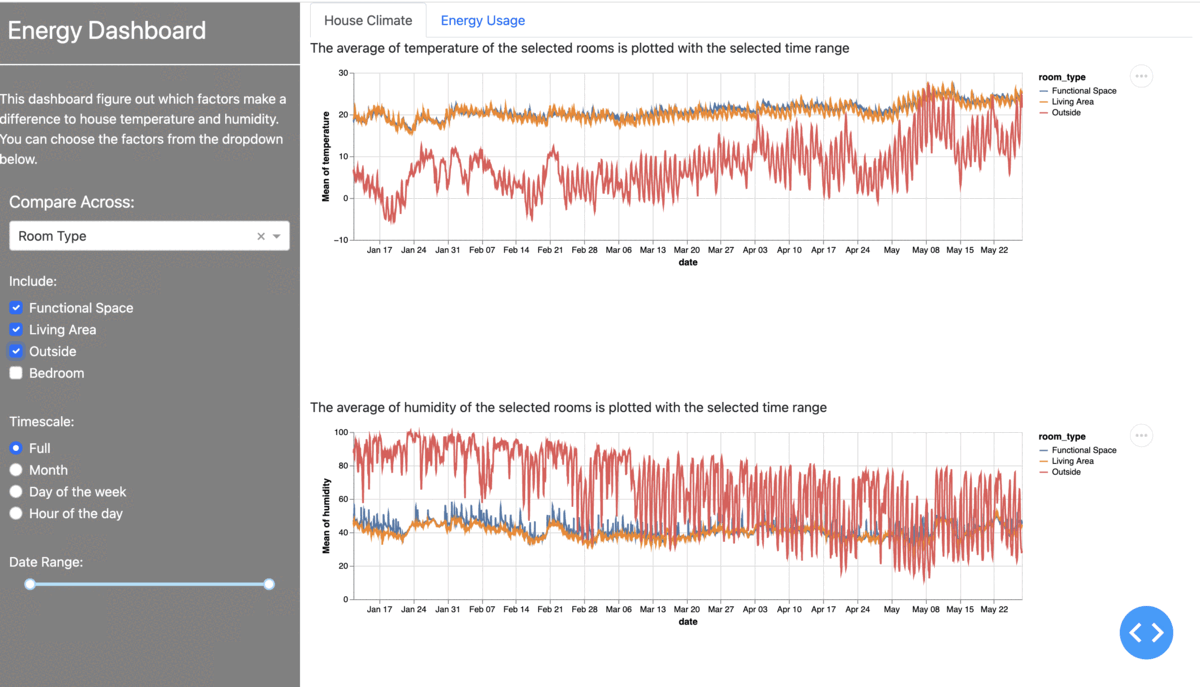 Energy Dashboard
This dashboard figure out which factors make a
difference to house temperature and humidity.
You can choose the factors from the dropdown
below.
Compare Across:
Room Type
Include:
Functional Space
Living Area
Outside
Bedroom
Timescale:
Full
Month
Day of the week
Hour of the day
Date Range:
House Climate Energy Usage
The average of temperature of the selected rooms is plotted with the selected time range
Mean of temperature
30
20
10
0
−10
Jan 17 Jan 24 Jan 31 Feb 07 Feb 14 Feb 21 Feb 28 Mar 06 Mar 13 Mar 20 Mar 27 Apr 03 Apr 10 Apr 17 Apr 24 May May 08 May 15 May 22
date
room_type
Functional Space
Living Area
Outside
The average of humidity of the selected rooms is plotted with the selected time range
Mean of humidity
100
80
60
40
20
0
Jan 17 Jan 24 Jan 31 Feb 07 Feb 14 Feb 21 Feb 28 Mar 06 Mar 13 Mar 20 Mar 27 Apr 03 Apr 10 Apr 17 Apr 24 May May 08 May 15 May 22
date
room_type
Functional Space
Living Area
Outside